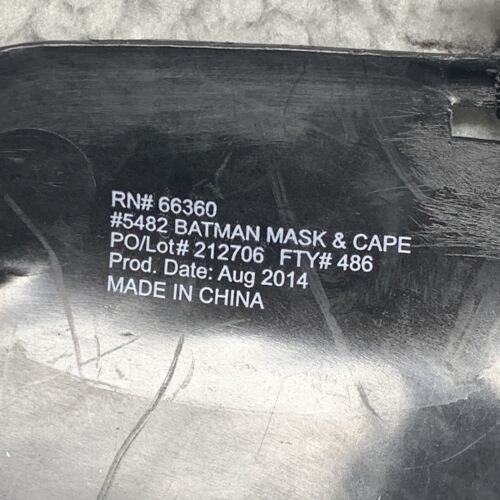 RN# 66360
#5482 BATMAN MASK & CAPE
PO/Lot# 212706 FTY# 486
Prod. Date: Aug 2014
MADE IN CHINA